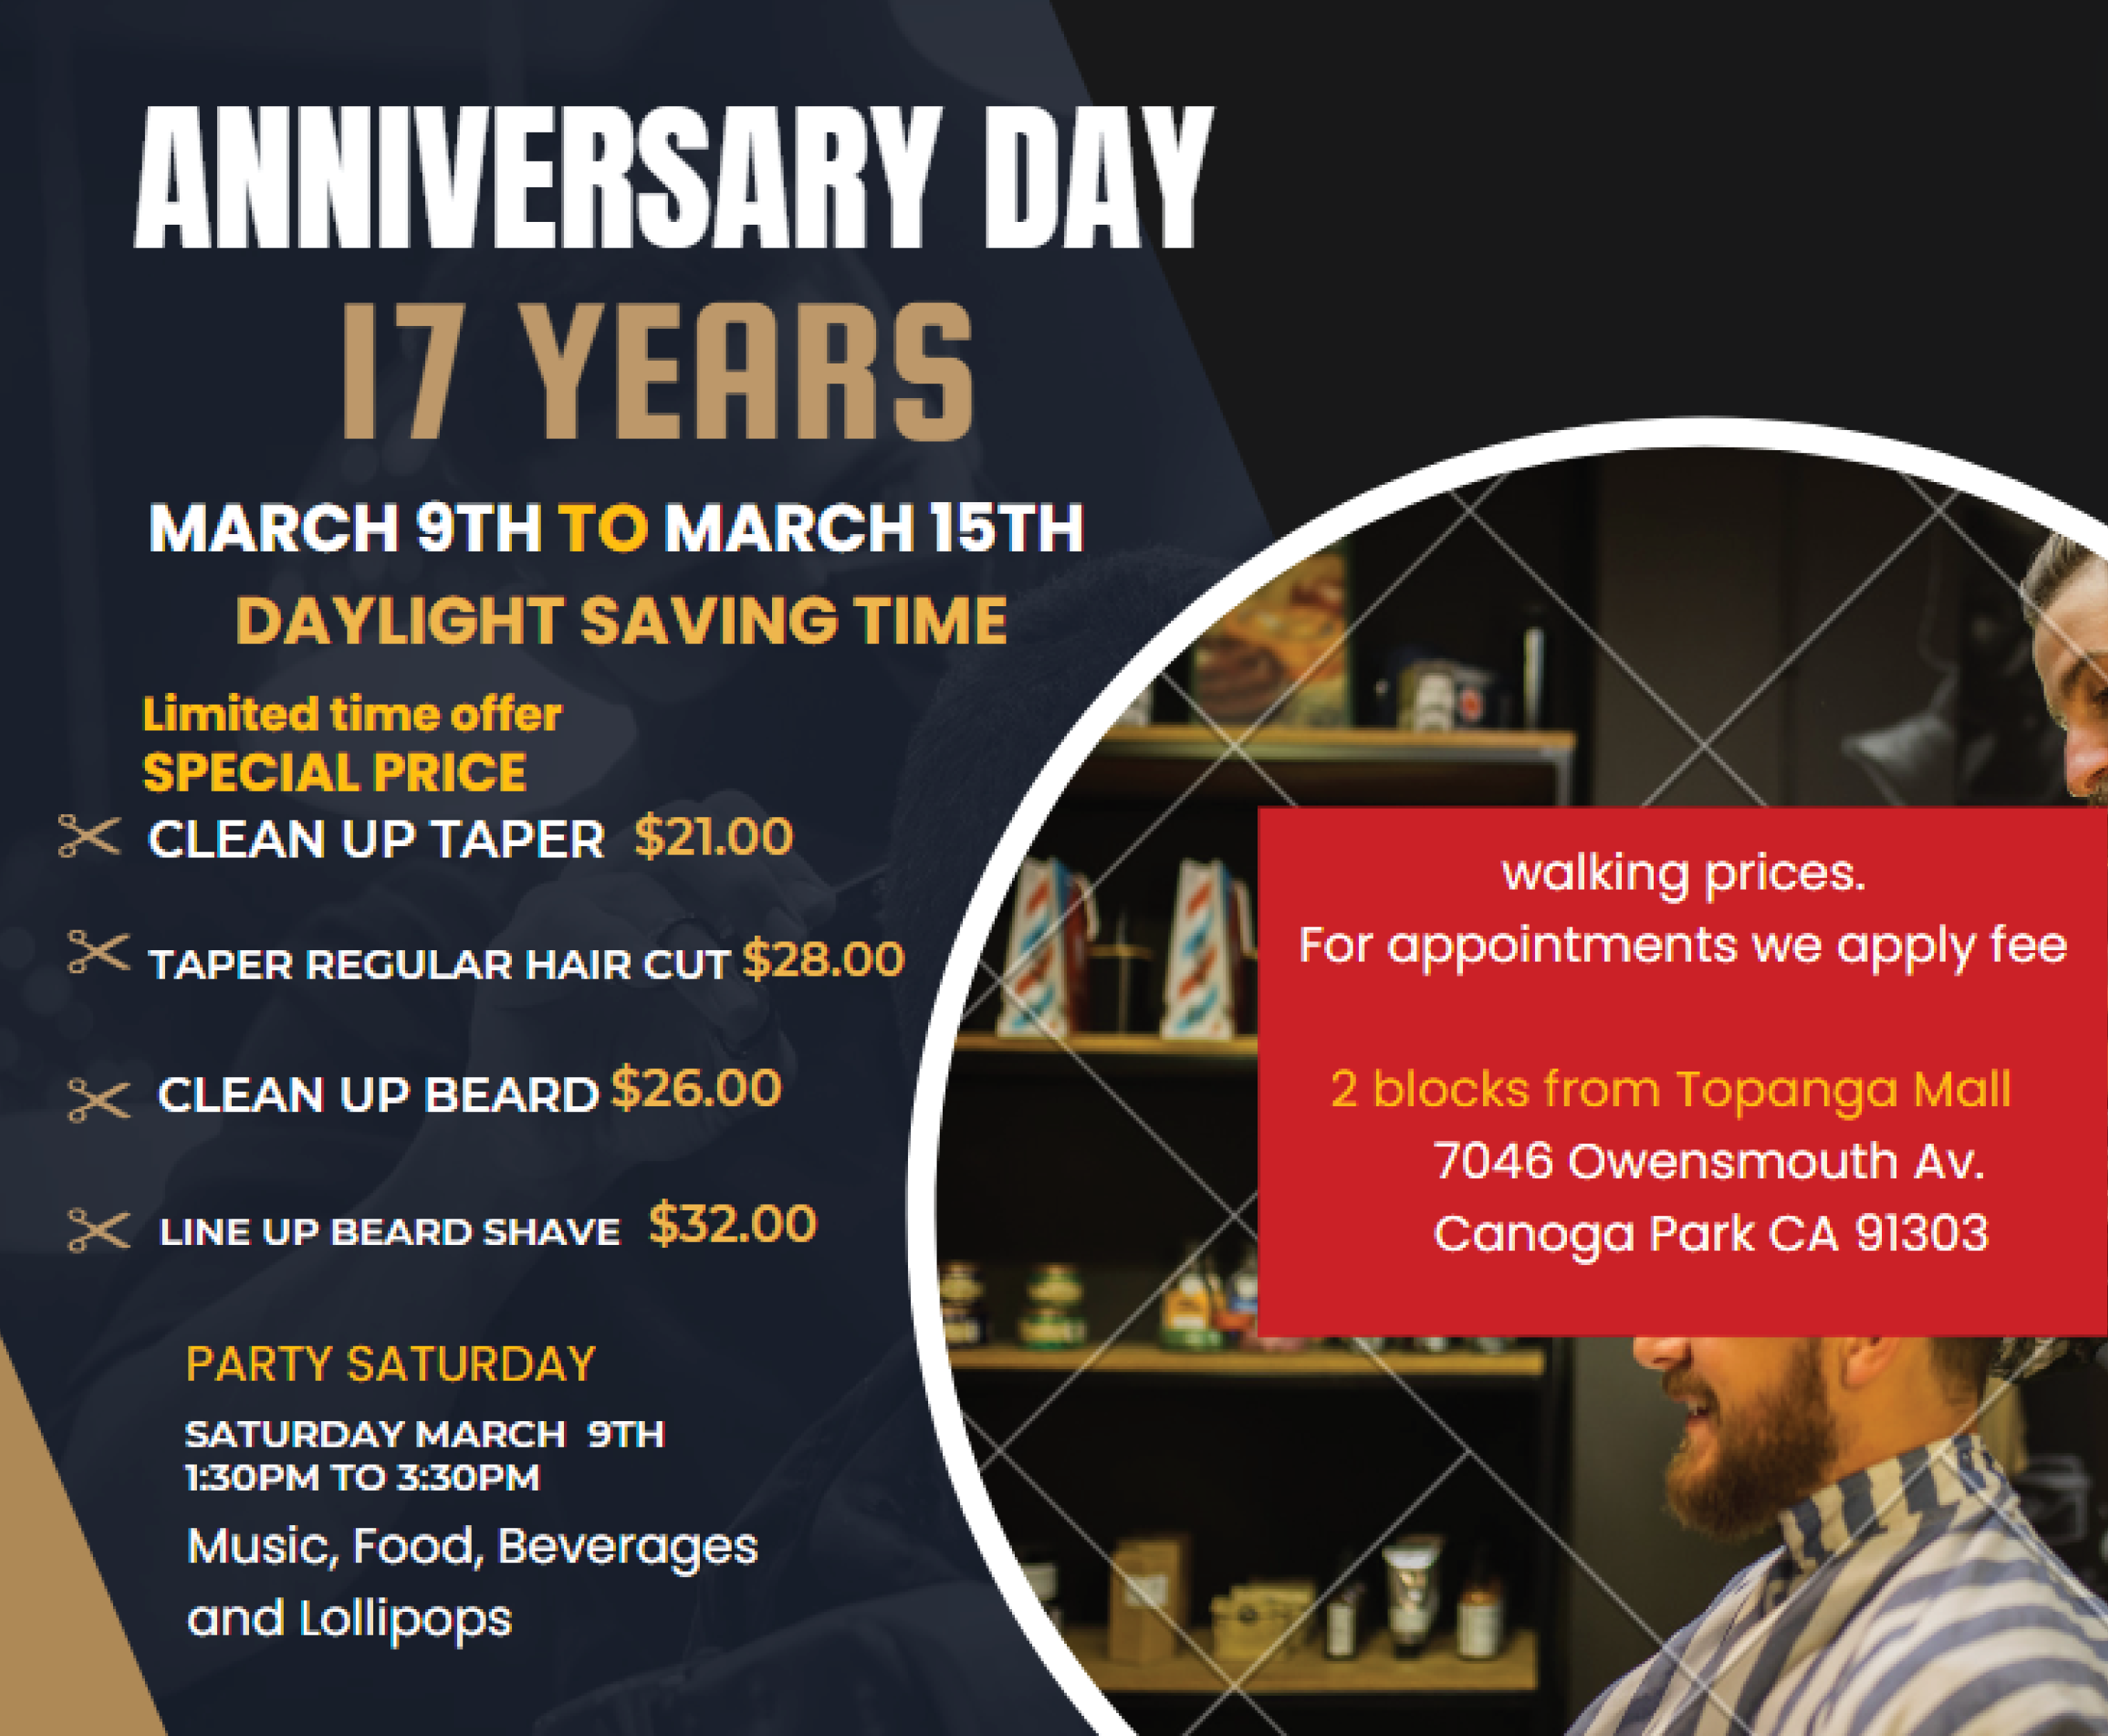 ANNIVERSARY DAY
17 YEARS
MARCH 9TH TO MARCH 15TH
DAYLIGHT SAVING TIME
Limited time offer
SPECIAL PRICE
CLEAN UP TAPER $21.00
TAPER REGULAR HAIR CUT $28.00
CLEAN UP BEARD $26.00
LINE UP BEARD SHAVE $32.00
PARTY SATURDAY
SATURDAY MARCH 9TH
1:30PM TO 3:30PM
Music, Food, Beverages
and Lollipops
walking prices.
For appointments we apply fee
2 blocks from Topanga Mall
7046 Owensmouth Av.
Canoga Park CA 91303